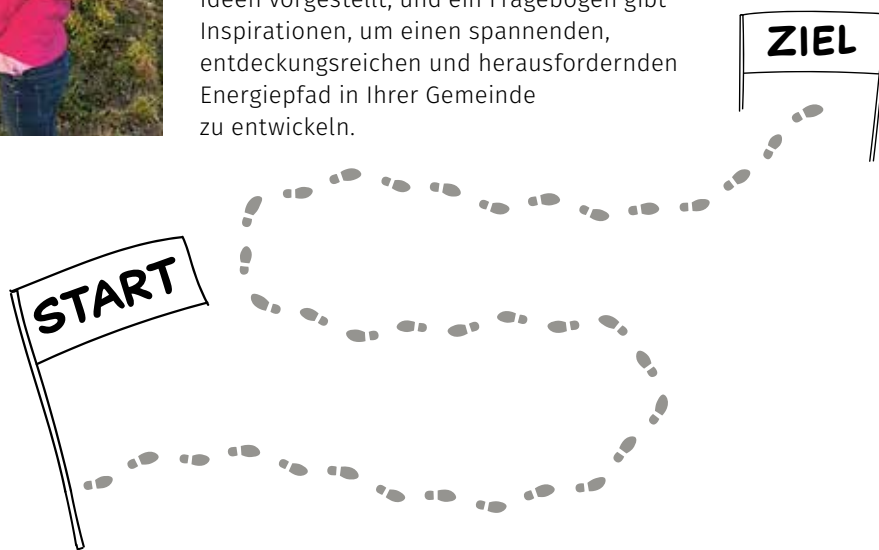 Ideen vorgestellt, und ein Fragebogen gibt
Inspirationen, um einen spannenden,
entdeckungsreichen und herausfordernden
Energiepfad in Ihrer Gemeinde
zu entwickeln.
ZIEL
START